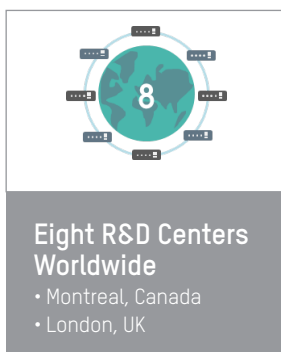 8
Eight R&D Centers
Worldwide
• Montreal, Canada
• London, UK